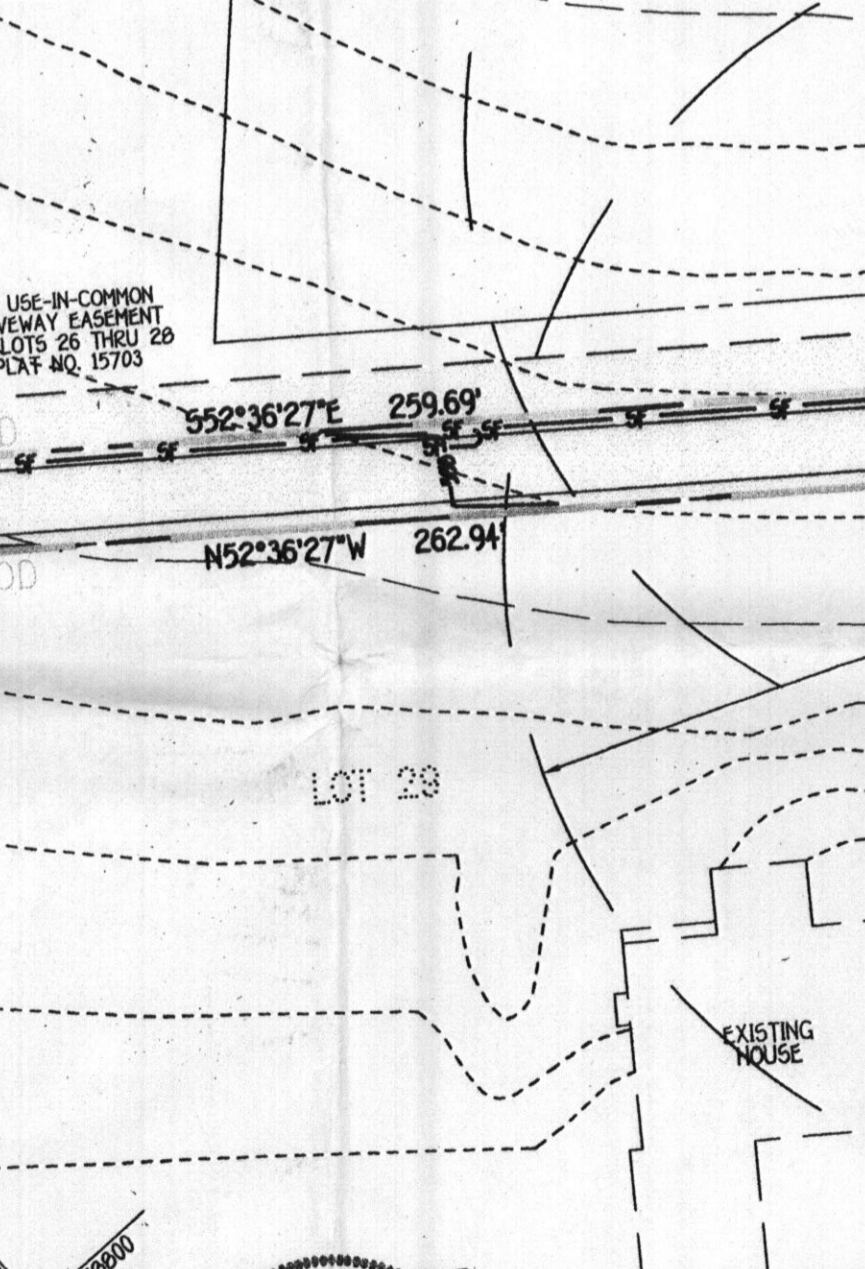 USE-IN-COMMON
VEWAY EASEMENT
LOTS 26 THRU 28
PLAT NO. 15703
S52°36'27"E 259.69'
SF SF SF SF SF SF SF
N52°36'27"W 262.94'
LOT 29
EXISTING
HOUSE